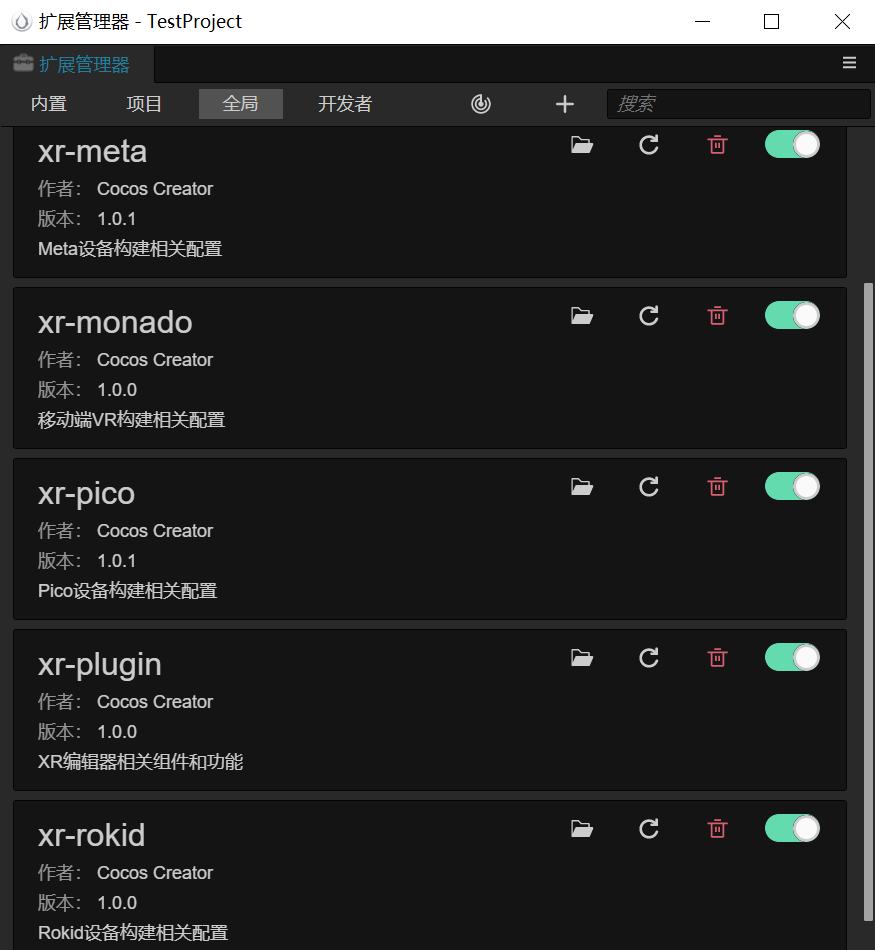 扩展管理器 - TestProject
扩展管理器
内置 项目 全局 开发者 搜索
xr-meta
作者： Cocos Creator
版本： 1.0.1
Meta设备构建相关配置
xr-monado
作者： Cocos Creator
版本： 1.0.0
移动端VR构建相关配置
xr-pico
作者： Cocos Creator
版本： 1.0.1
Pico设备构建相关配置
xr-plugin
作者： Cocos Creator
版本： 1.0.0
XR编辑器相关组件和功能
xr-rokid
作者： Cocos Creator
版本： 1.0.0
Rokid设备构建相关配置